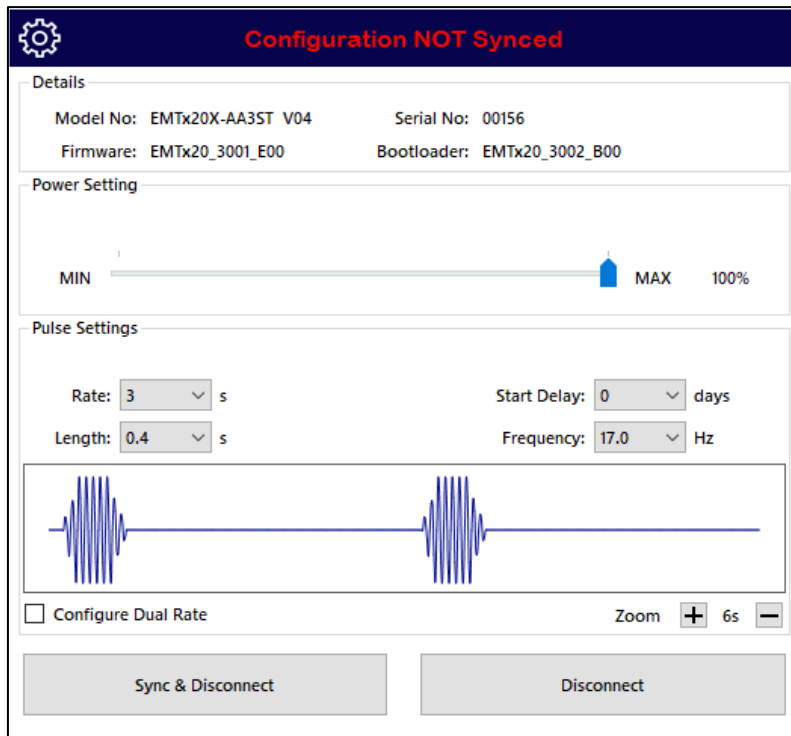 Configuration NOT Synced
Details
Model No: EMTx20X-AA3ST V04 Serial No: 00156
Firmware: EMTx20_3001_E00 Bootloader: EMTx20_3002_B00
Power Setting
MIN MAX 100%
Pulse Settings
Rate: 3 s Start Delay: 0 days
Length: 0.4 s Frequency: 17.0 Hz
Configure Dual Rate Zoom + 6s −
Sync & Disconnect Disconnect